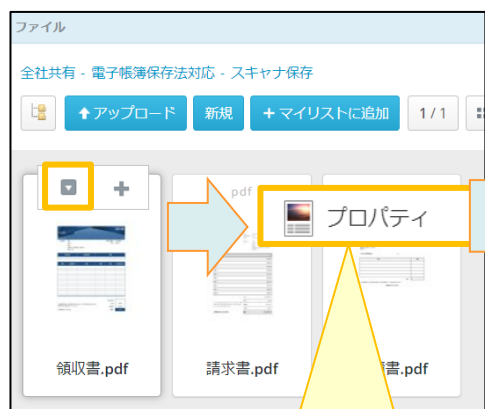 ファイル
全社共有 - 電子帳簿保存法対応 - スキャナ保存
アップロード 新規 + マイリストに追加 1 / 1
pdf
プロパティ
領収書.pdf 請求書.pdf 書.pdf